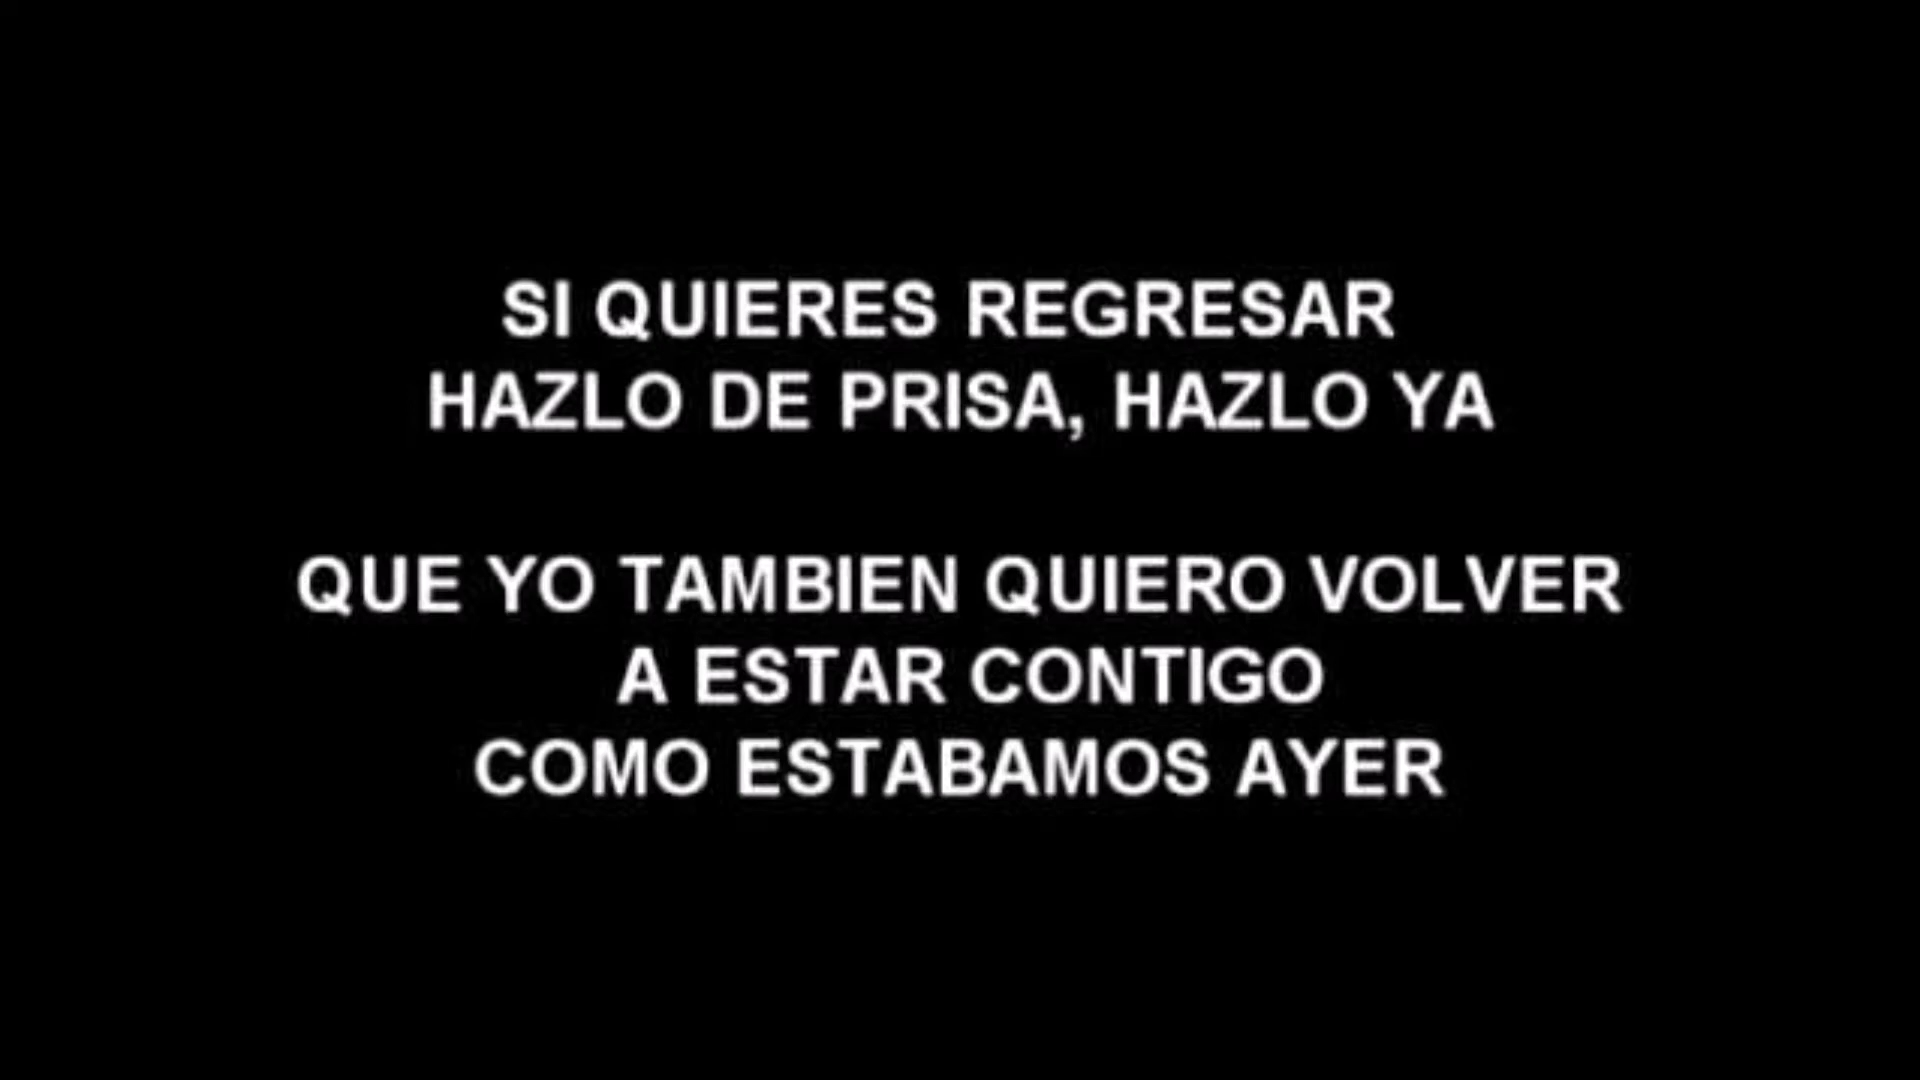 SI QUIERES REGRESAR
HAZLO DE PRISA, HAZLO YA
QUE YO TAMBIEN QUIERO VOLVER
A ESTAR CONTIGO
COMO ESTABAMOS AYER